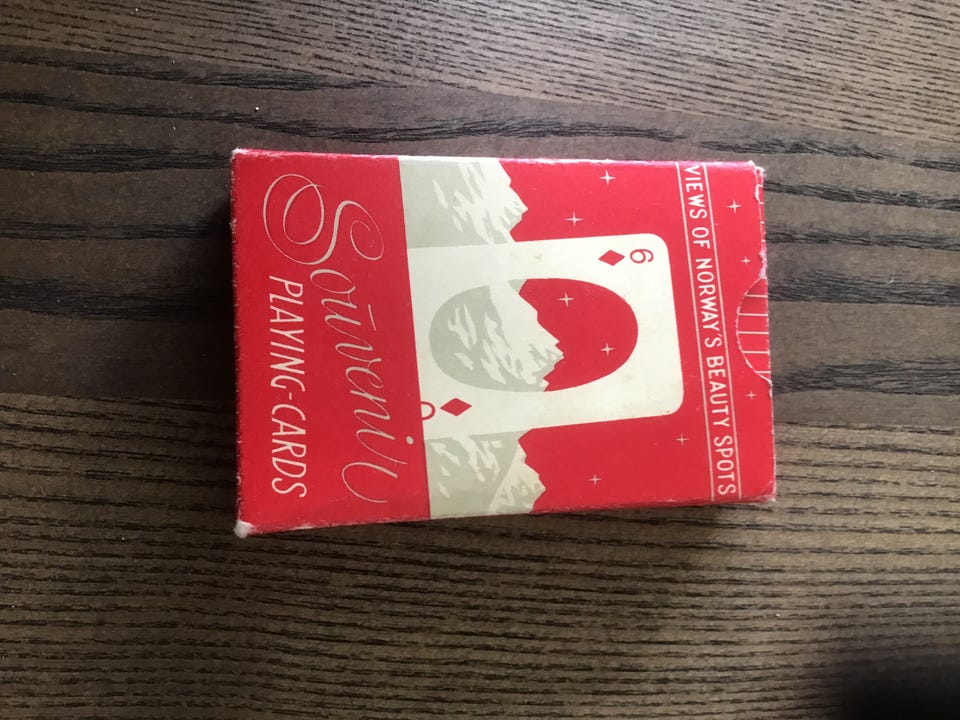 VIEWS OF NORWAY'S BEAUTY SPOTS
6
Souvenir
PLAYING-CARDS